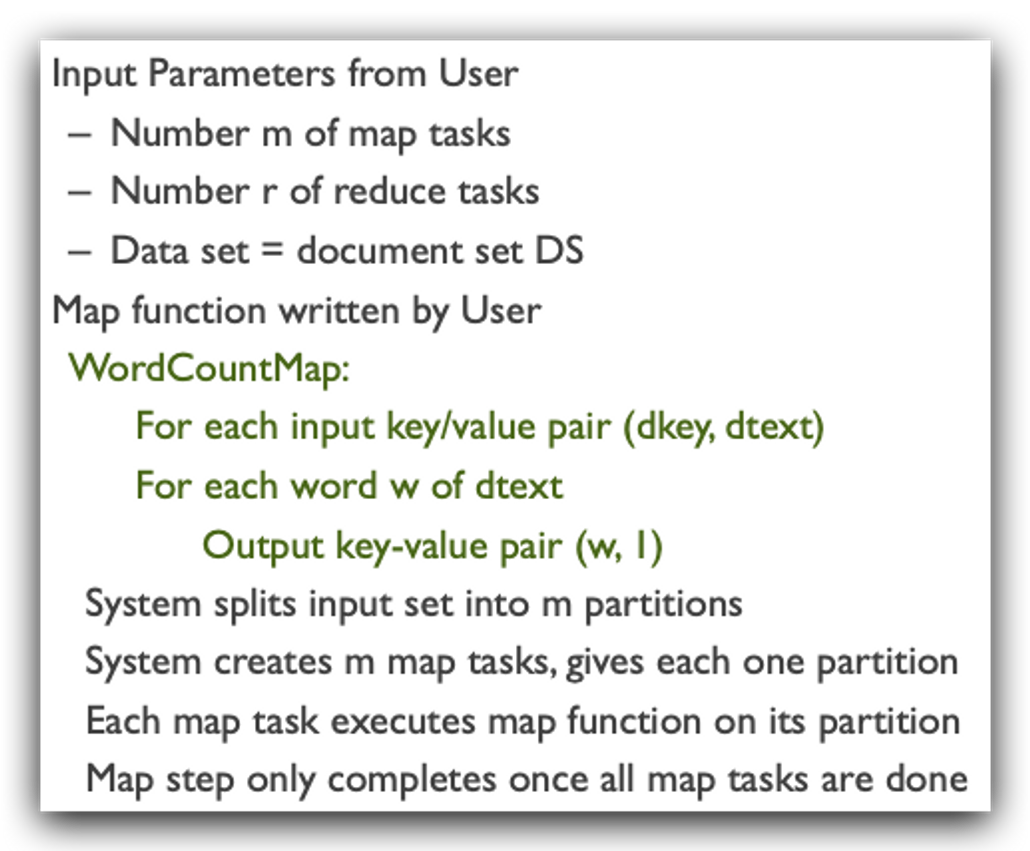 Input Parameters from User
– Number m of map tasks
– Number r of reduce tasks
– Data set = document set DS
Map function written by User
WordCountMap:
For each input key/value pair (dkey, dtext)
For each word w of dtext
Output key-value pair (w, 1)
System splits input set into m partitions
System creates m map tasks, gives each one partition
Each map task executes map function on its partition
Map step only completes once all map tasks are done